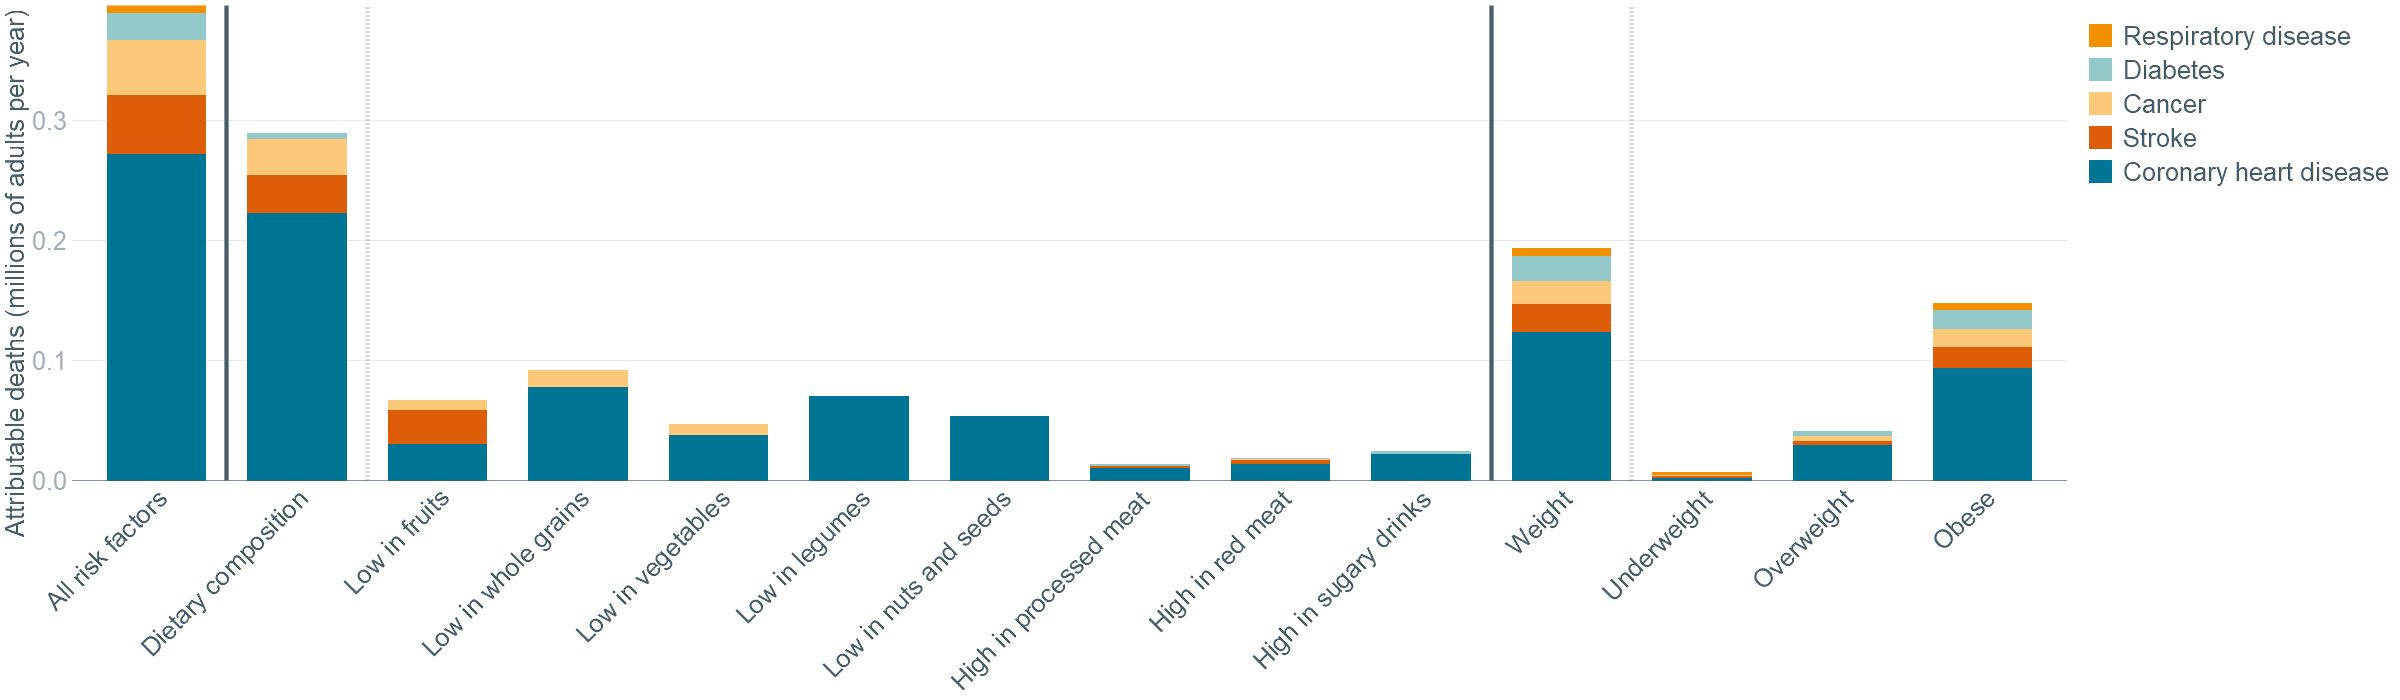 Attributable deaths (millions of adults per year)
0.3
0.2
0.1
0.0
All risk factors
Dietary composition
Low in fruits
Low in whole grains
Low in vegetables
Low in legumes
Low in nuts and seeds
High in processed meat
High in red meat
High in sugary drinks
Weight
Underweight
Overweight
Obese
Respiratory disease
Diabetes
Cancer
Stroke
Coronary heart disease